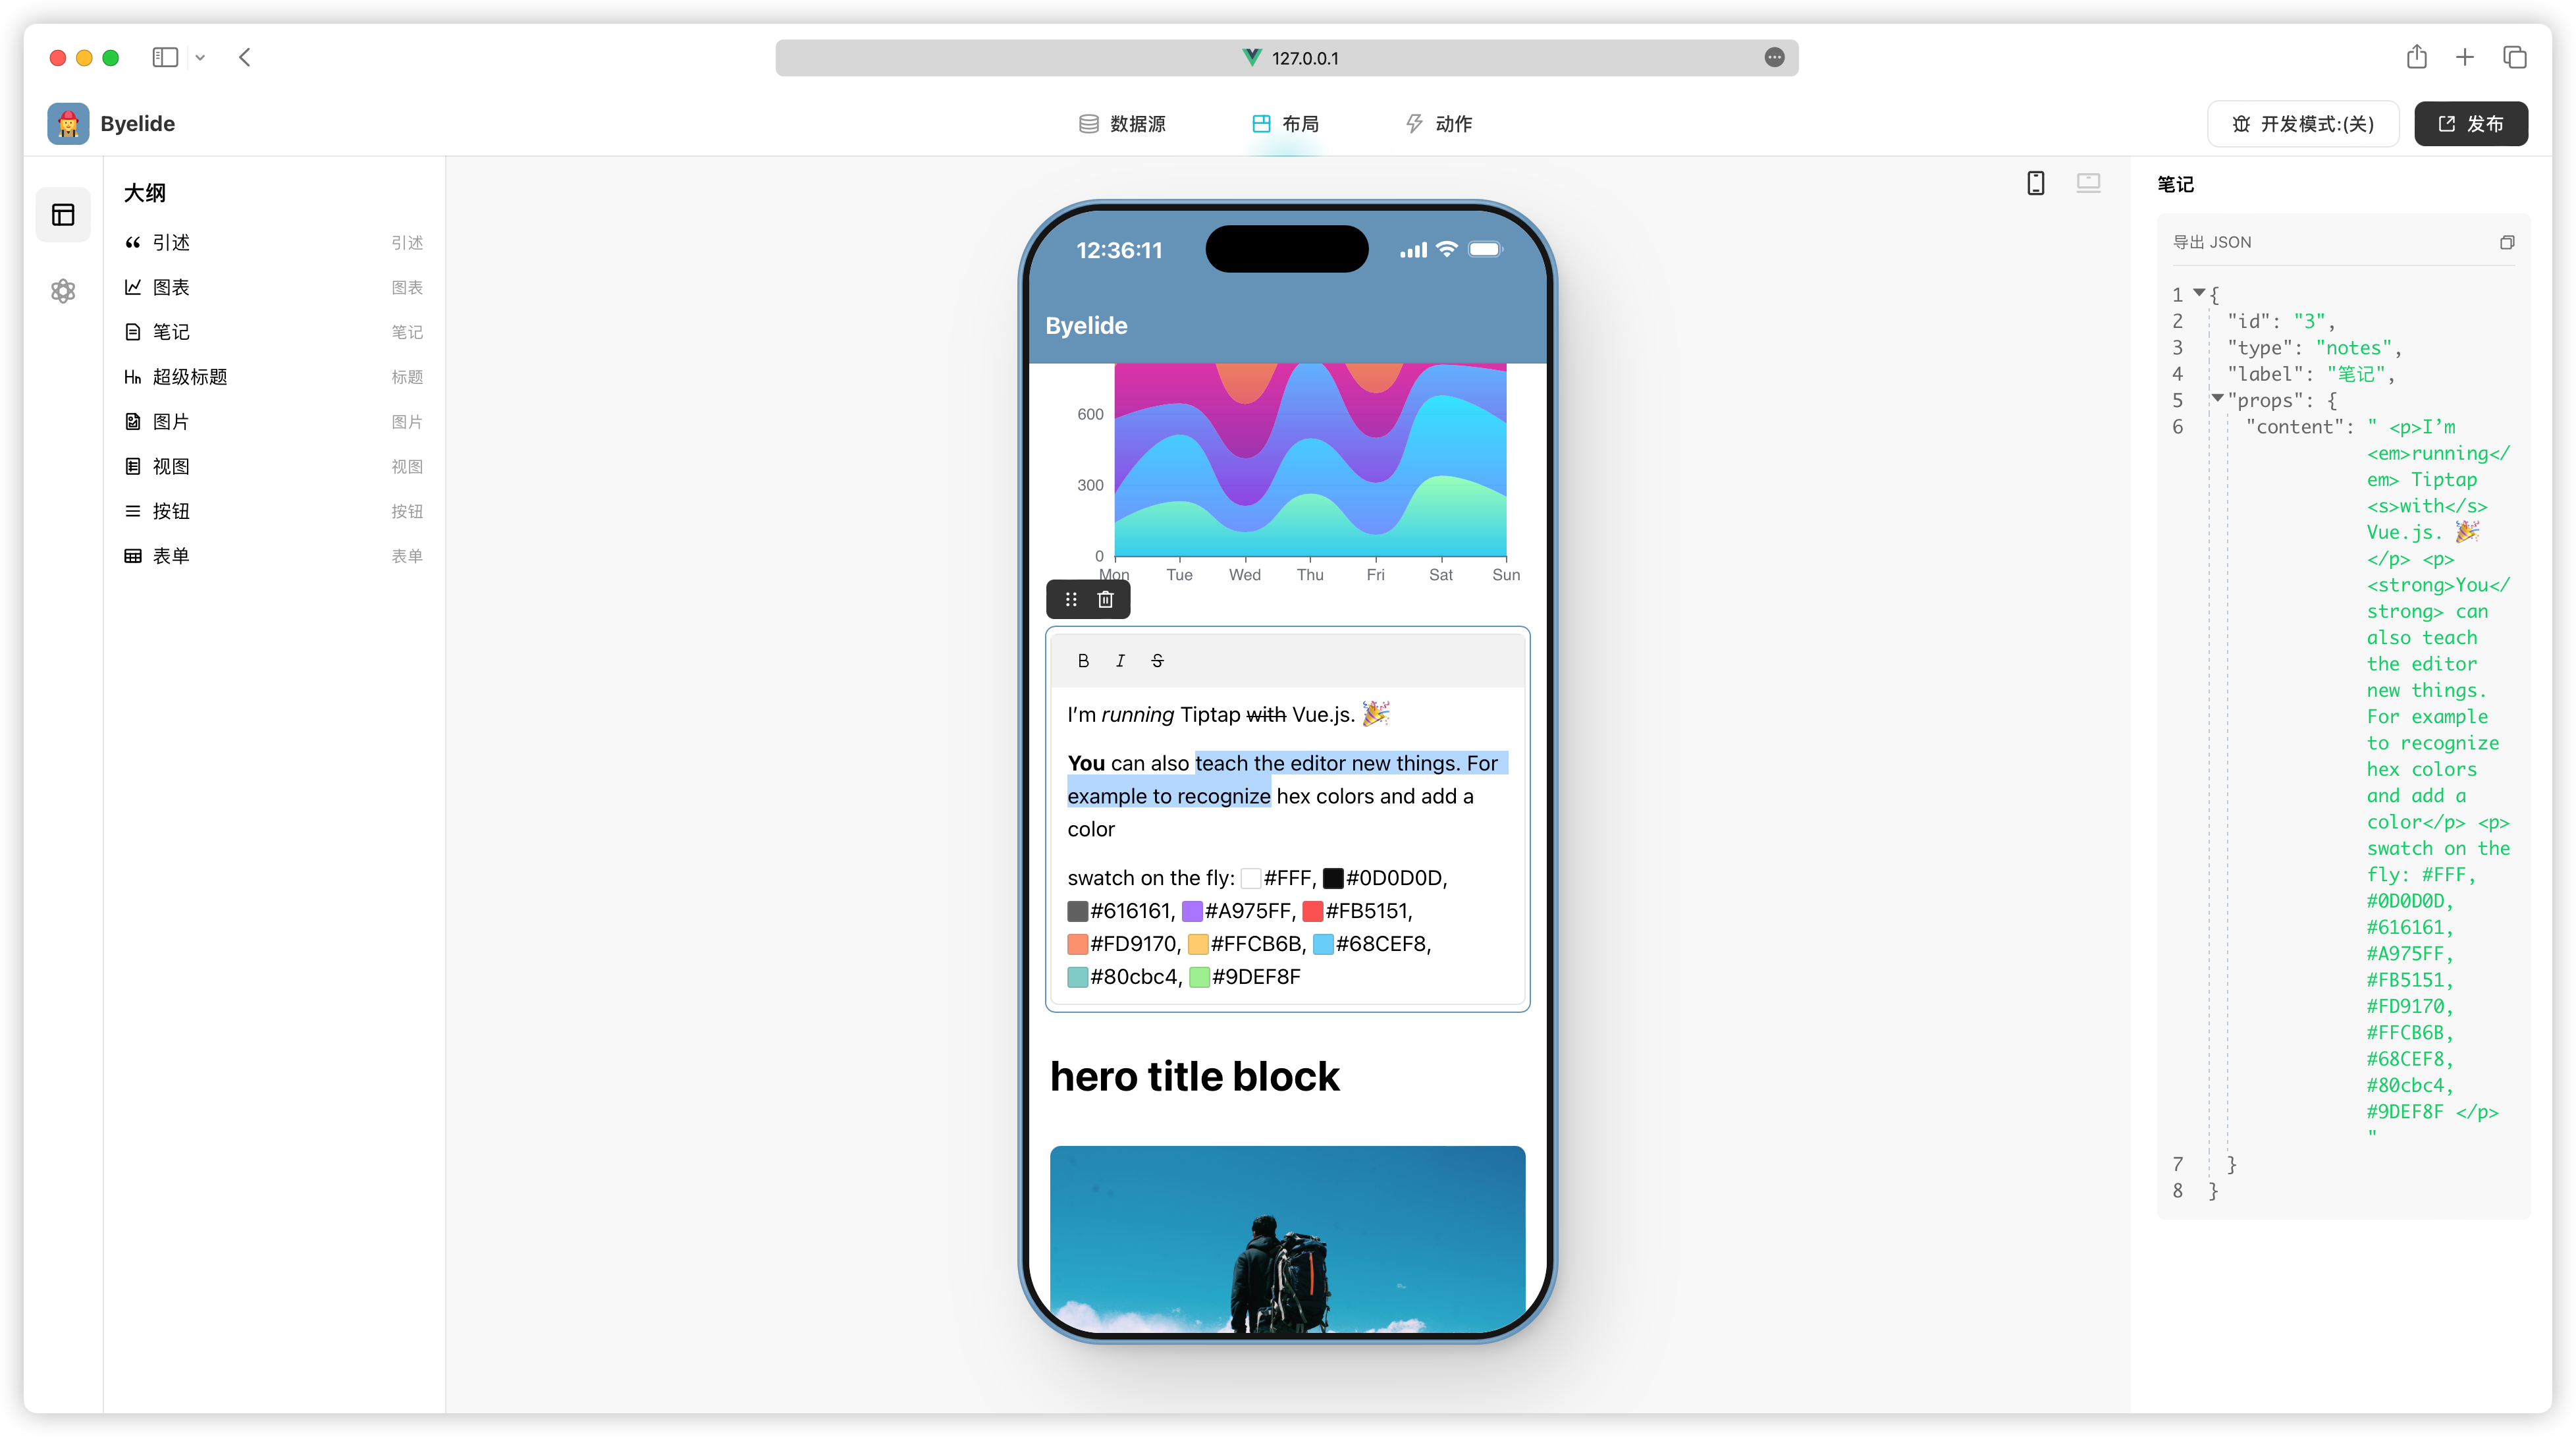 127.0.0.1
Byelide
数据源
布局
动作
开发模式:(关)
发布
大纲
引述 引述
图表 图表
笔记 笔记
Hn 超级标题 标题
图片 图片
视图 视图
按钮 按钮
表单 表单
12:36:11
Byelide
600
300
0
Mon Tue Wed Thu Fri Sat Sun
B I S
I’m running Tiptap with Vue.js. 🎉
You can also teach the editor new things. For
example to recognize hex colors and add a
color
swatch on the fly: #FFF, #0D0D0D,
#616161, #A975FF, #FB5151,
#FD9170, #FFCB6B, #68CEF8,
#80cbc4, #9DEF8F
hero title block
笔记
导出 JSON
1 {
2 "id": "3",
3 "type": "notes",
4 "label": "笔记",
5 "props": {
6 "content": " <p>I’m
<em>running</
em> Tiptap
<s>with</s>
Vue.js. 🎉
</p> <p>
<strong>You</
strong> can
also teach
the editor
new things.
For example
to recognize
hex colors
and add a
color</p> <p>
swatch on the
fly: #FFF,
#0D0D0D,
#616161,
#A975FF,
#FB5151,
#FD9170,
#FFCB6B,
#68CEF8,
#80cbc4,
#9DEF8F </p>
"
7 }
8 }